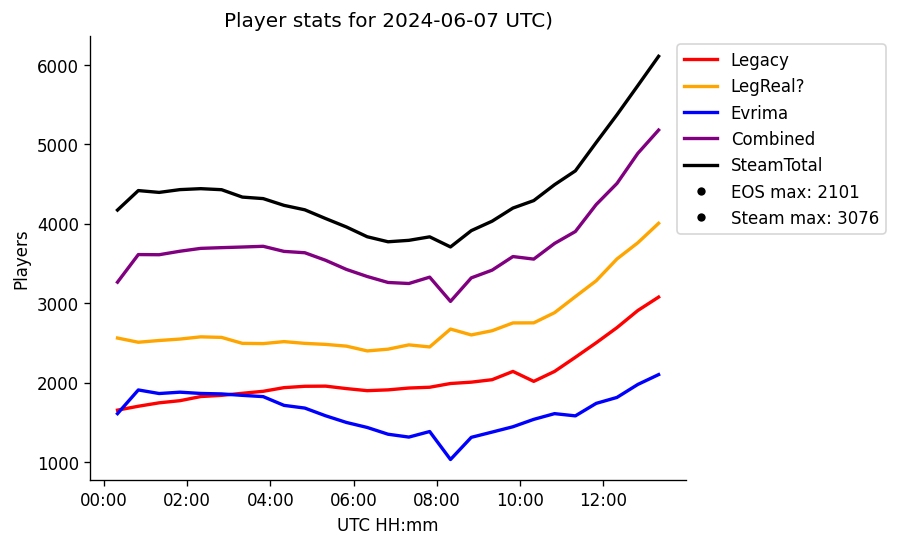 Player stats for 2024-06-07 UTC)
6000
5000
4000
3000
2000
1000
Players
00:00 02:00 04:00 06:00 08:00 10:00 12:00
UTC HH:mm
Legacy
LegReal?
Evrima
Combined
SteamTotal
EOS max: 2101
Steam max: 3076